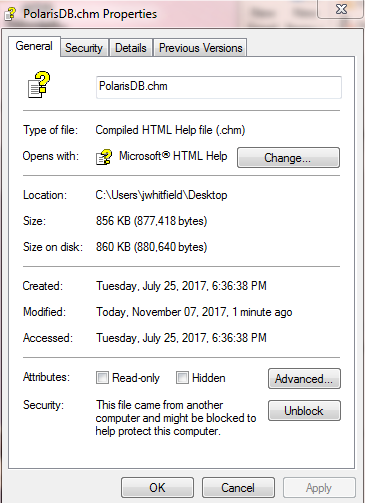 PolarisDB.chm Properties
General Security Details Previous Versions
PolarisDB.chm
Type of file: Compiled HTML Help file (.chm)
Opens with: Microsoft® HTML Help Change...
Location: C:\Users\jwhitfield\Desktop
Size: 856 KB (877,418 bytes)
Size on disk: 860 KB (880,640 bytes)
Created: Tuesday, July 25, 2017, 6:36:38 PM
Modified: Today, November 07, 2017, 1 minute ago
Accessed: Tuesday, July 25, 2017, 6:36:38 PM
Attributes: Read-only Hidden Advanced...
Security: This file came from another
computer and might be blocked to
help protect this computer.
Unblock
OK Cancel Apply